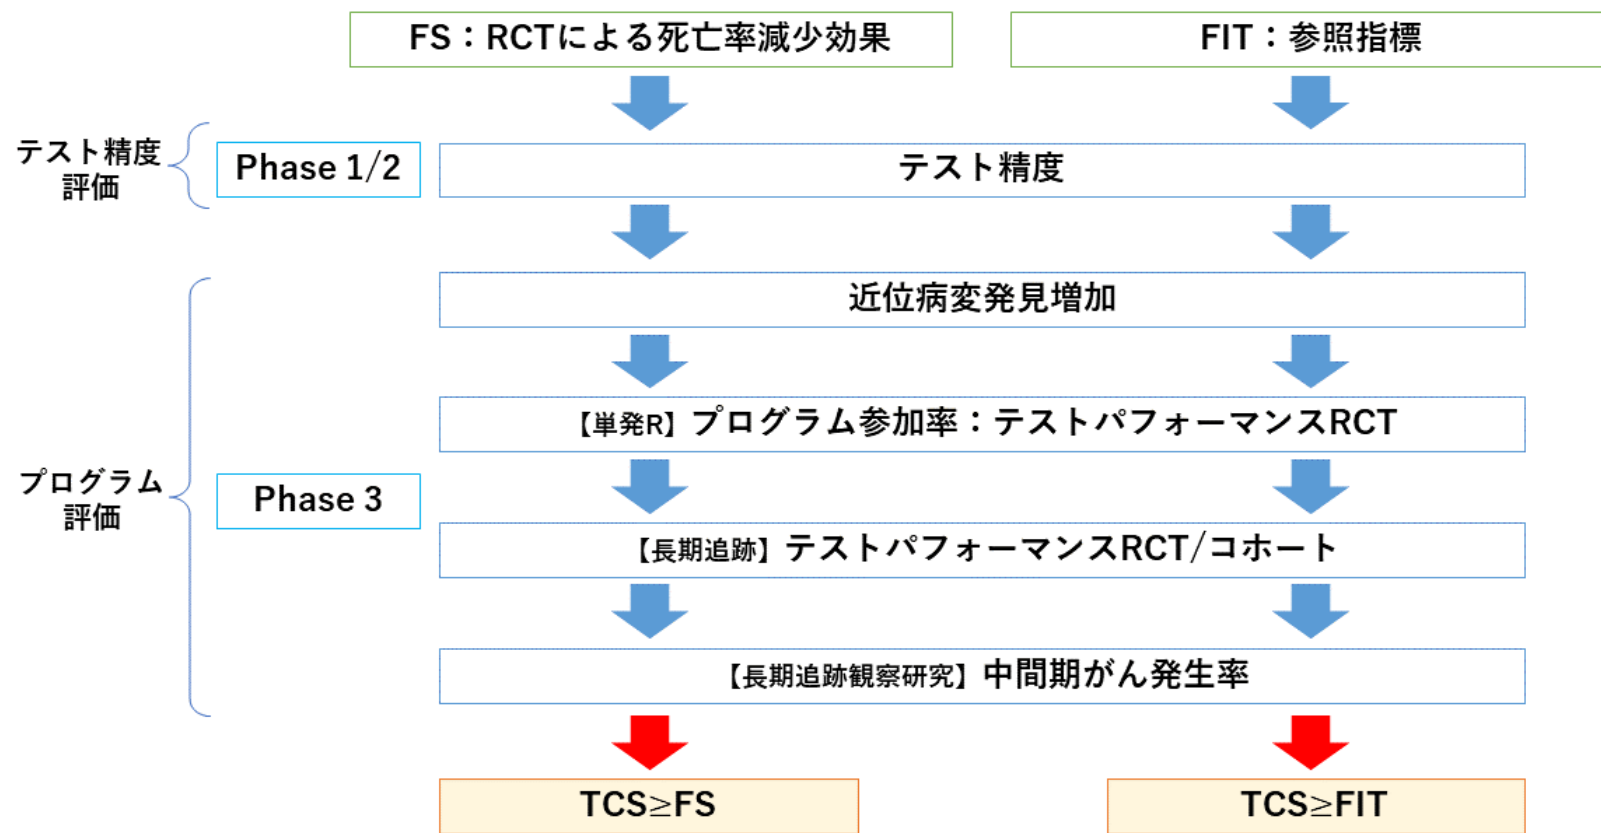 FS：RCTによる死亡率減少効果
FIT：参照指標
テスト精度
評価
Phase 1/2
テスト精度
近位病変発見増加
【単発R】プログラム参加率：テストパフォーマンスRCT
プログラム
評価
Phase 3
【長期追跡】テストパフォーマンスRCT/コホート
【長期追跡観察研究】中間期がん発生率
TCS≥FS
TCS≥FIT